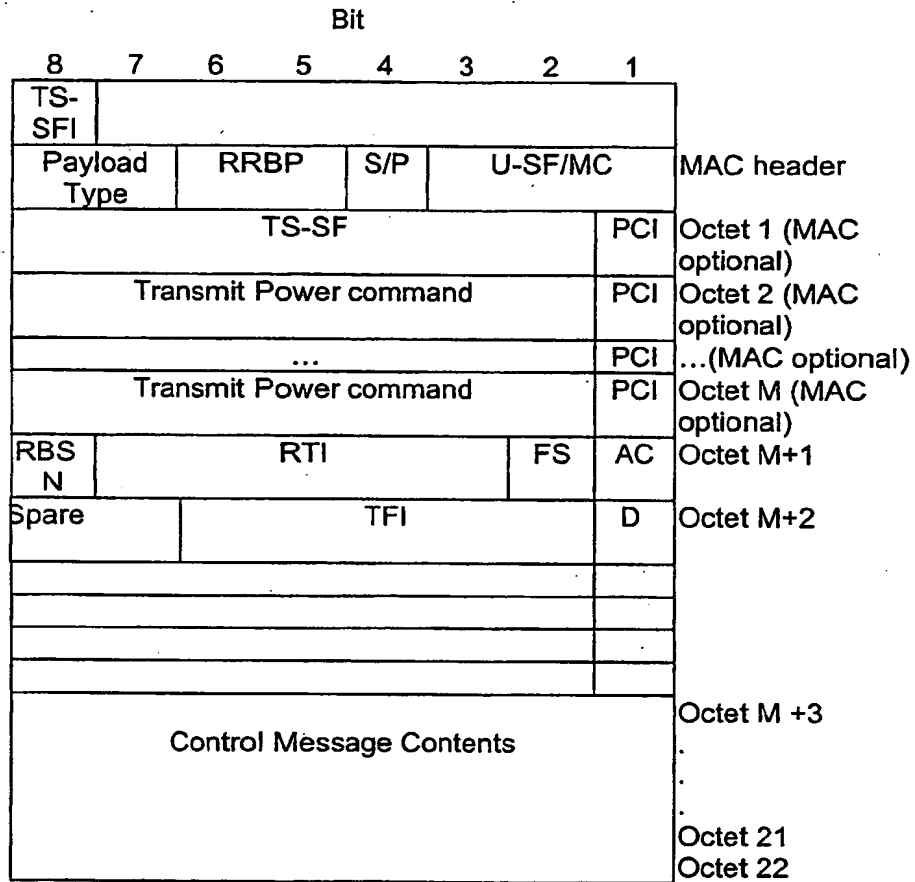 Bit
8 7 6 5 4 3 2 1
TS-
SFI
Payload
Type
RRBP
S/P
U-SF/MC
MAC header
TS-SF
PCI
Octet 1 (MAC
optional)
Transmit Power command
PCI
Octet 2 (MAC
optional)
...
PCI
...(MAC optional)
Transmit Power command
PCI
Octet M (MAC
optional)
RBS
N
RTI
FS
AC
Octet M+1
Spare
TFI
D
Octet M+2
Control Message Contents
Octet M +3
.
.
.
Octet 21
Octet 22